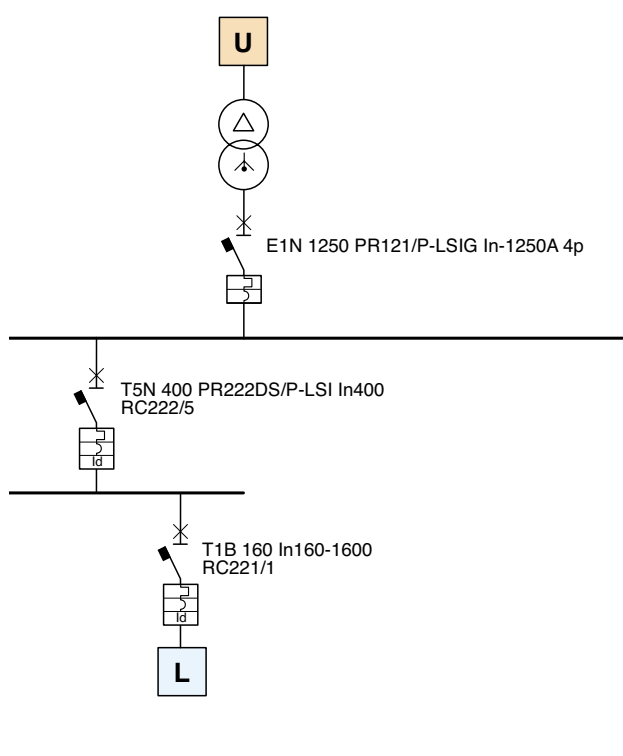 U
E1N 1250 PR121/P-LSIG In-1250A 4p
T5N 400 PR222DS/P-LSI In400
RC222/5
Id
T1B 160 In160-1600
RC221/1
Id
L